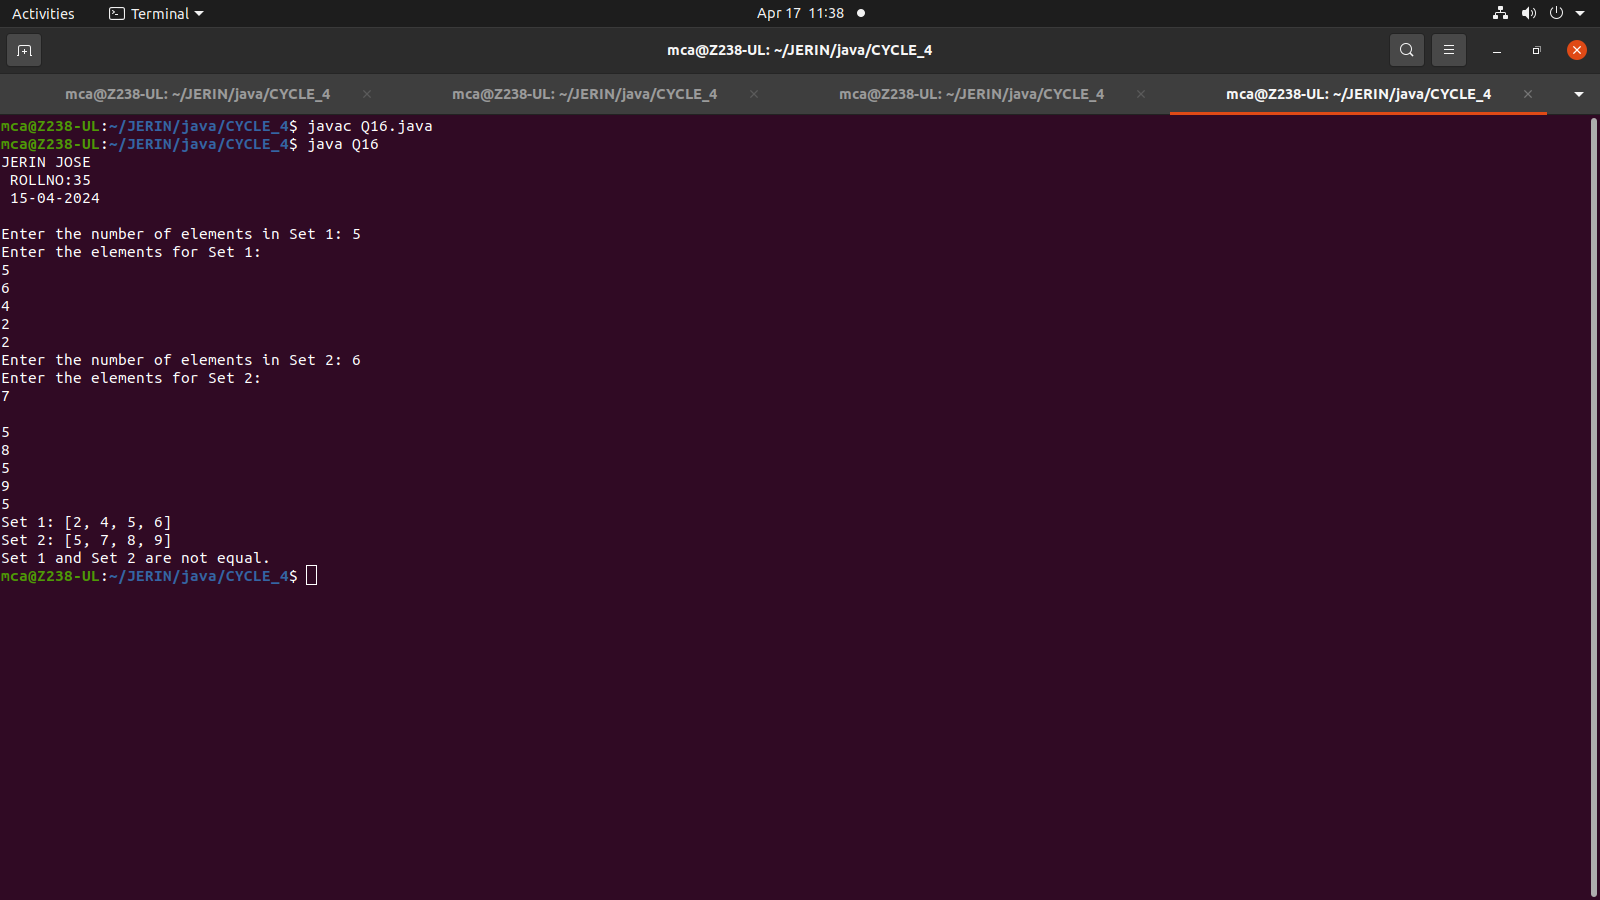 Activities Terminal Apr 17 11:38
mca@Z238-UL: ~/JERIN/java/CYCLE_4
mca@Z238-UL: ~/JERIN/java/CYCLE_4 mca@Z238-UL: ~/JERIN/java/CYCLE_4 mca@Z238-UL: ~/JERIN/java/CYCLE_4 mca@Z238-UL: ~/JERIN/java/CYCLE_4
mca@Z238-UL:~/JERIN/java/CYCLE_4$ javac Q16.java
mca@Z238-UL:~/JERIN/java/CYCLE_4$ java Q16
JERIN JOSE
 ROLLNO:35
 15-04-2024

Enter the number of elements in Set 1: 5
Enter the elements for Set 1:
5
6
4
2
2
Enter the number of elements in Set 2: 6
Enter the elements for Set 2:
7

5
8
5
9
5
Set 1: [2, 4, 5, 6]
Set 2: [5, 7, 8, 9]
Set 1 and Set 2 are not equal.
mca@Z238-UL:~/JERIN/java/CYCLE_4$